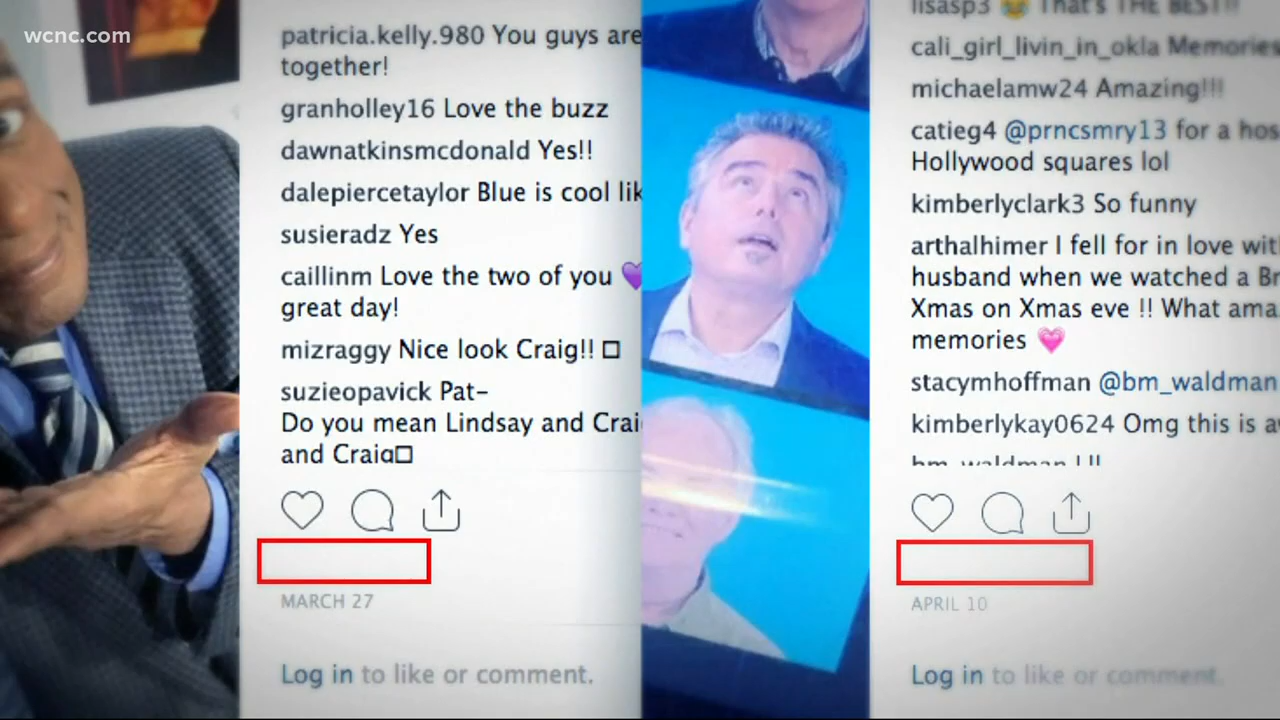 wcnc.com
patricia.kelly.980 You guys are
together!
granholley16 Love the buzz
dawnatkinsmcdonald Yes!!
dalepiercetaylor Blue is cool lik
susieradz Yes
caillinm Love the two of you 💜
great day!
mizraggy Nice look Craig!! □
suzieopavick Pat-
Do you mean Lindsay and Crai
and Craig□
MARCH 27
Log in to like or comment.
lisasp3 😂 That's THE BEST!!
cali_girl_livin_in_okla Memories
michaelamw24 Amazing!!!
catieg4 @prncsmry13 for a hos
Hollywood squares lol
kimberlyclark3 So funny
arthalhimer I fell for in love wit
husband when we watched a Br
Xmas on Xmas eve !! What ama
memories 💗
stacymhoffman @bm_waldman
kimberlykay0624 Omg this is a
bm_waldman
APRIL 10
Log in to like or comment.